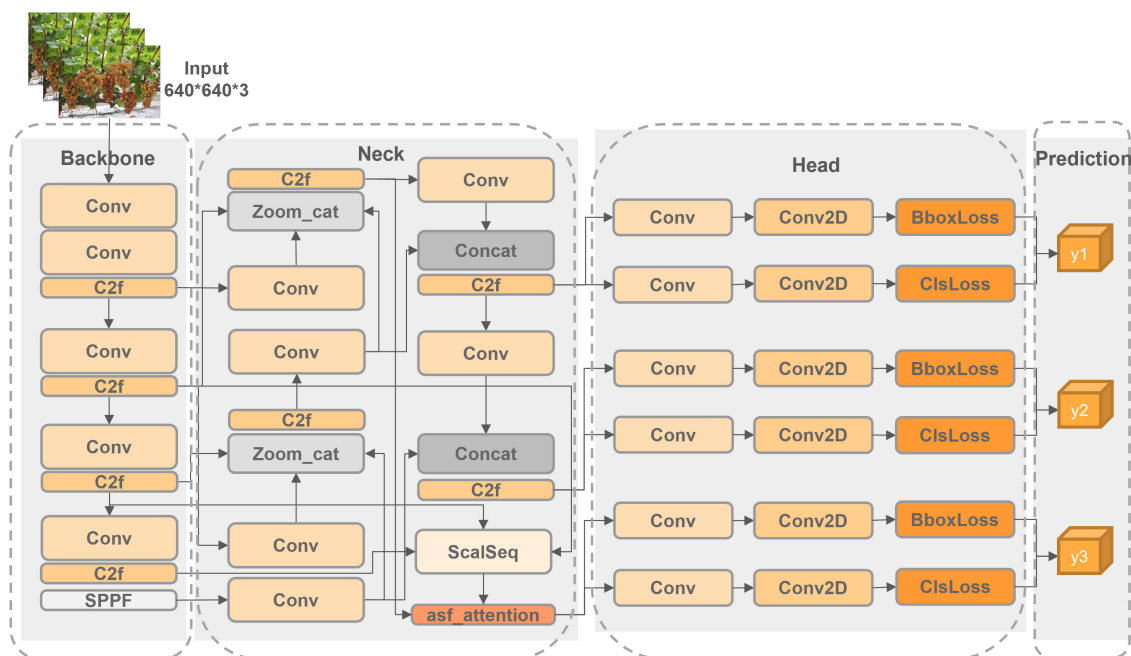 Input
640*640*3
Backbone
Conv
Conv
C2f
Conv
C2f
Conv
C2f
Conv
C2f
SPPF
Neck
C2f
Zoom_cat
Conv
Conv
C2f
Zoom_cat
Conv
Conv
Conv
Concat
C2f
Conv
Concat
C2f
ScalSeq
asf_attention
Head
Conv Conv2D BboxLoss
Conv Conv2D ClsLoss
Conv Conv2D BboxLoss
Conv Conv2D ClsLoss
Conv Conv2D BboxLoss
Conv Conv2D ClsLoss
Prediction
y1
y2
y3